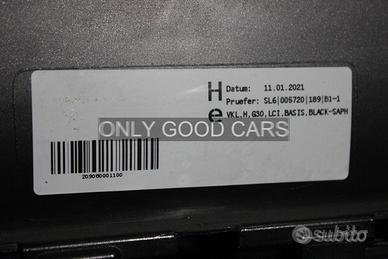 H Datum: 11.01.2021
Pruefer: SL6|005720|189|B1-1
e VKL,H,G30,LCI,BASIS,BLACK-SAPH
ONLY GOOD CARS
209080001100
subito